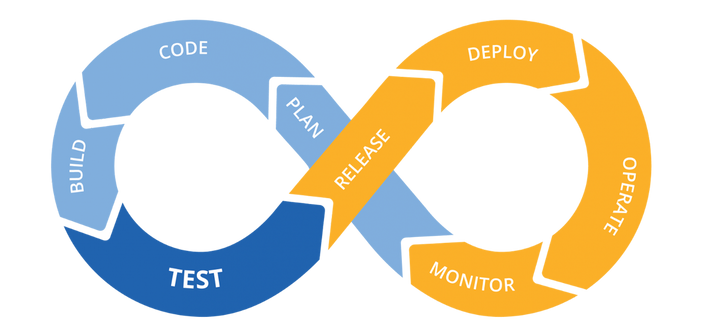 PLAN
CODE
BUILD
TEST
RELEASE
DEPLOY
OPERATE
MONITOR